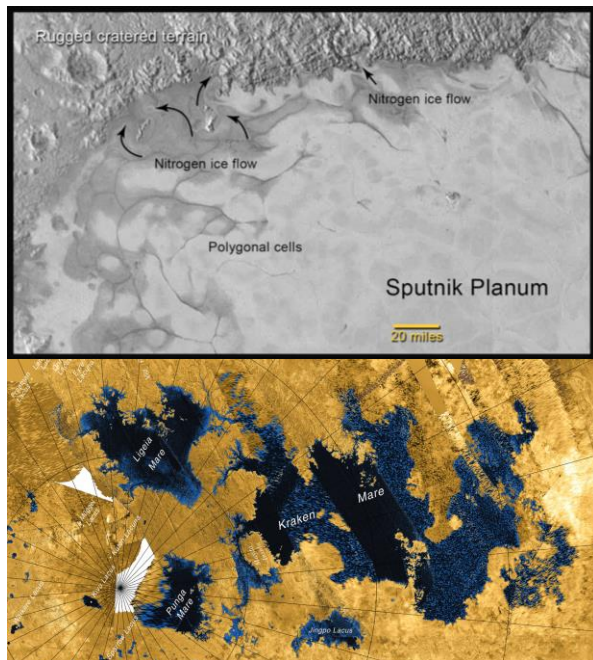 Rugged cratered terrain
Nitrogen ice flow
Nitrogen ice flow
Polygonal cells
Sputnik Planum
20 miles
Ligeia
Mare
Kraken
Mare
Punga
Mare
Jingpo Lacus